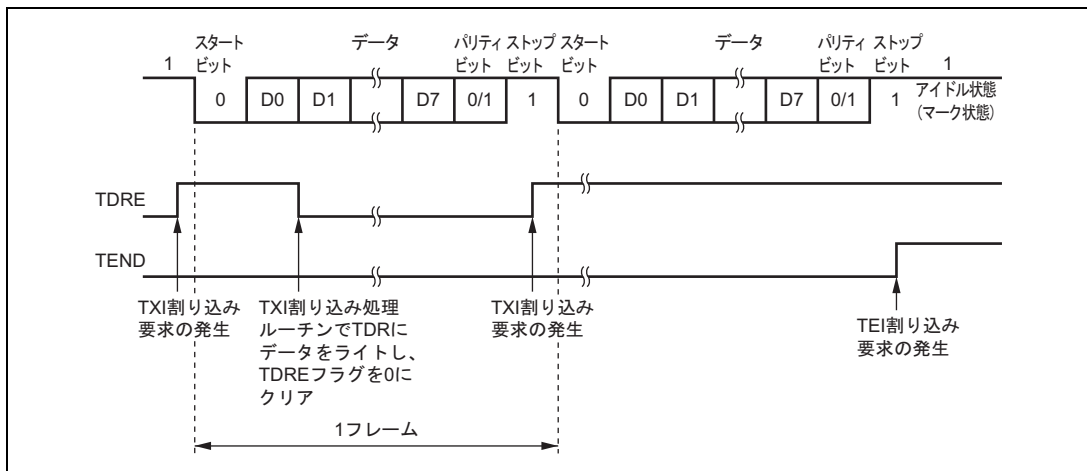 1
スタート
ビット
データ
パリティ
ビット
ストップ
ビット
スタート
ビット
データ
パリティ
ビット
ストップ
ビット
1
0
D0
D1
D7
0/1
1
0
D0
D1
D7
0/1
1
アイドル状態
(マーク状態)
TDRE
TEND
TXI割り込み
要求の発生
TXI割り込み処理
ルーチンでTDRに
データをライトし、
TDREフラグを0に
クリア
TXI割り込み
要求の発生
TEI割り込み
要求の発生
1フレーム